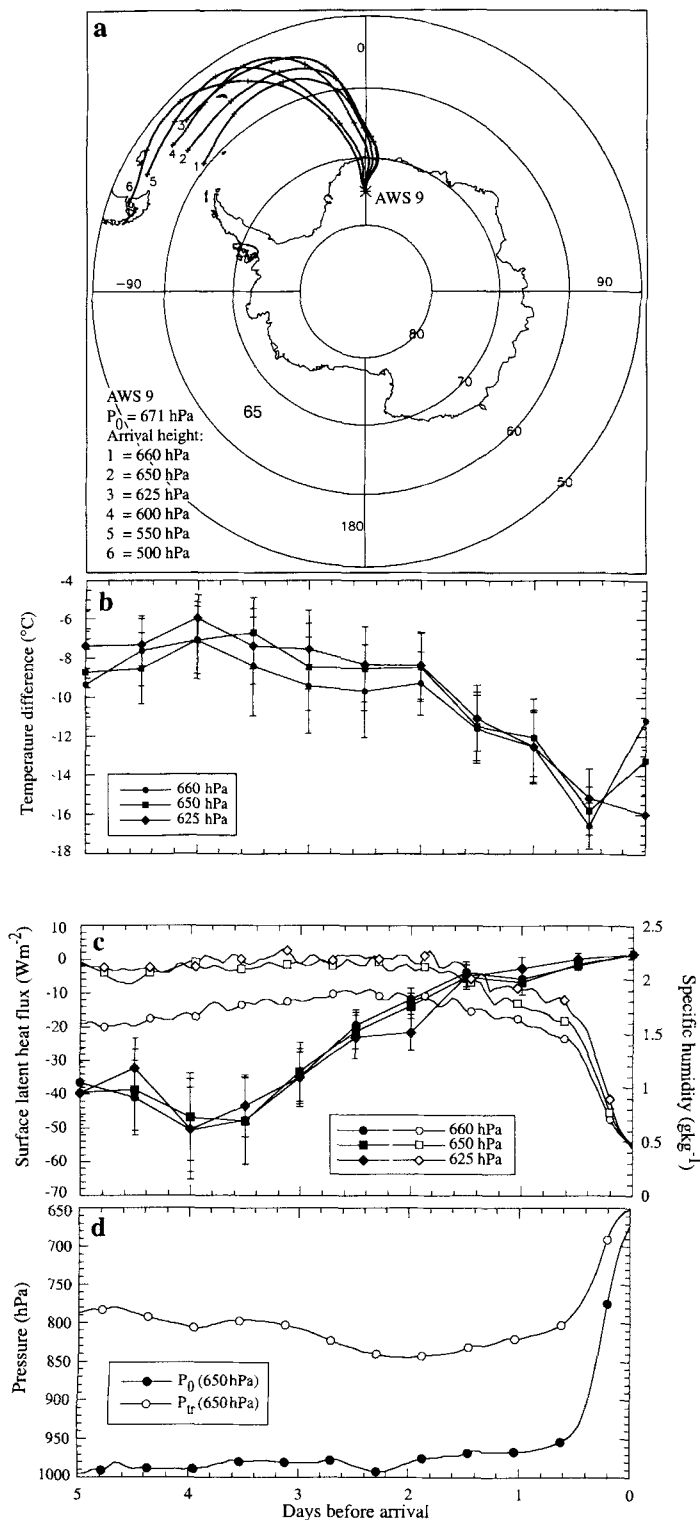 a
0
AWS 9
-90
90
80
70
60
50
65
180
AWS 9
P0 = 671 hPa
Arrival height:
1 = 660 hPa
2 = 650 hPa
3 = 625 hPa
4 = 600 hPa
5 = 550 hPa
6 = 500 hPa
1
2
3
4
5
6
b
Temperature difference (°C)
-4
-6
-8
-10
-12
-14
-16
-18
660 hPa
650 hPa
625 hPa
c
Surface latent heat flux (Wm-2)
10
0
-10
-20
-30
-40
-50
-60
-70
660 hPa
650 hPa
625 hPa
2.5
2
1.5
1
0.5
0
Specific humidity (gkg-1)
d
Pressure (hPa)
650
700
750
800
850
900
950
1000
P0 (650 hPa)
Ptr (650 hPa)
5
4
3
2
1
0
Days before arrival